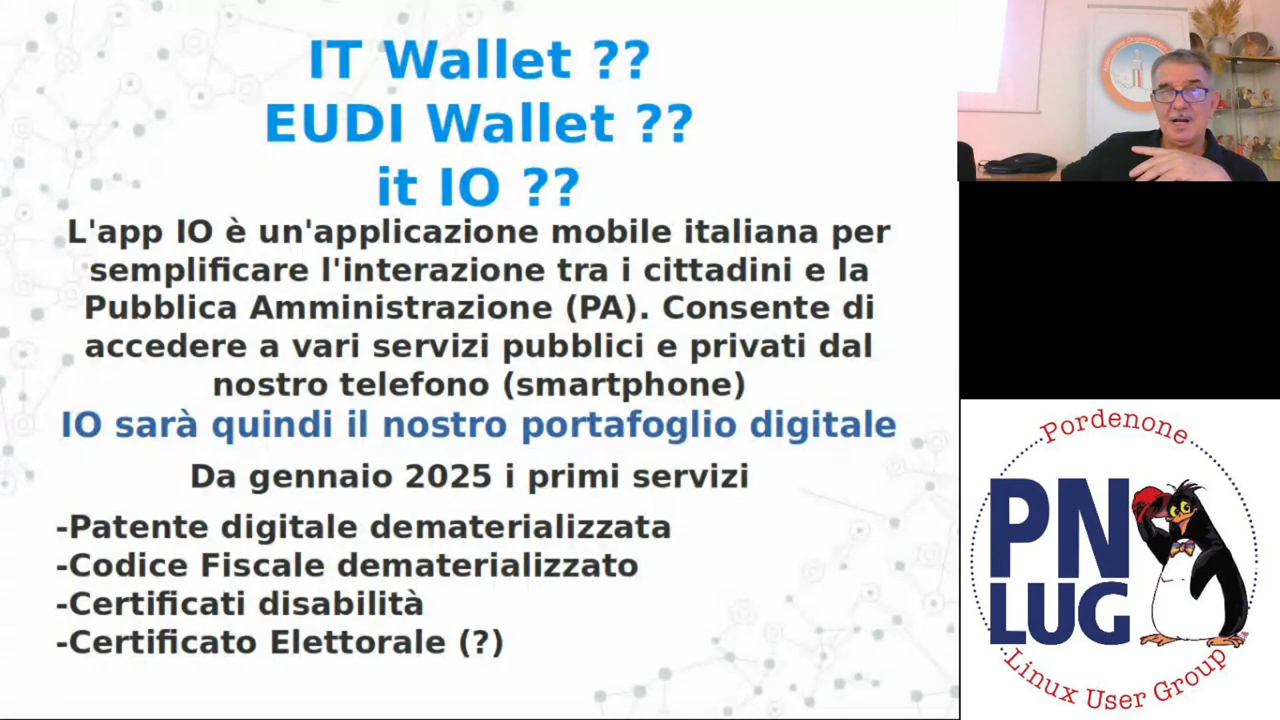 IT Wallet ??
EUDI Wallet ??
it IO ??
L'app IO è un'applicazione mobile italiana per
semplificare l'interazione tra i cittadini e la
Pubblica Amministrazione (PA). Consente di
accedere a vari servizi pubblici e privati dal
nostro telefono (smartphone)
IO sarà quindi il nostro portafoglio digitale
Da gennaio 2025 i primi servizi
-Patente digitale dematerializzata
-Codice Fiscale dematerializzato
-Certificati disabilità
-Certificato Elettorale (?)
Pordenone
PN
LUG
Linux User Group